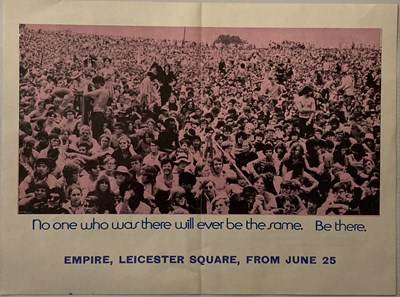 No one who was there will ever be the same. Be there.
EMPIRE, LEICESTER SQUARE, FROM JUNE 25